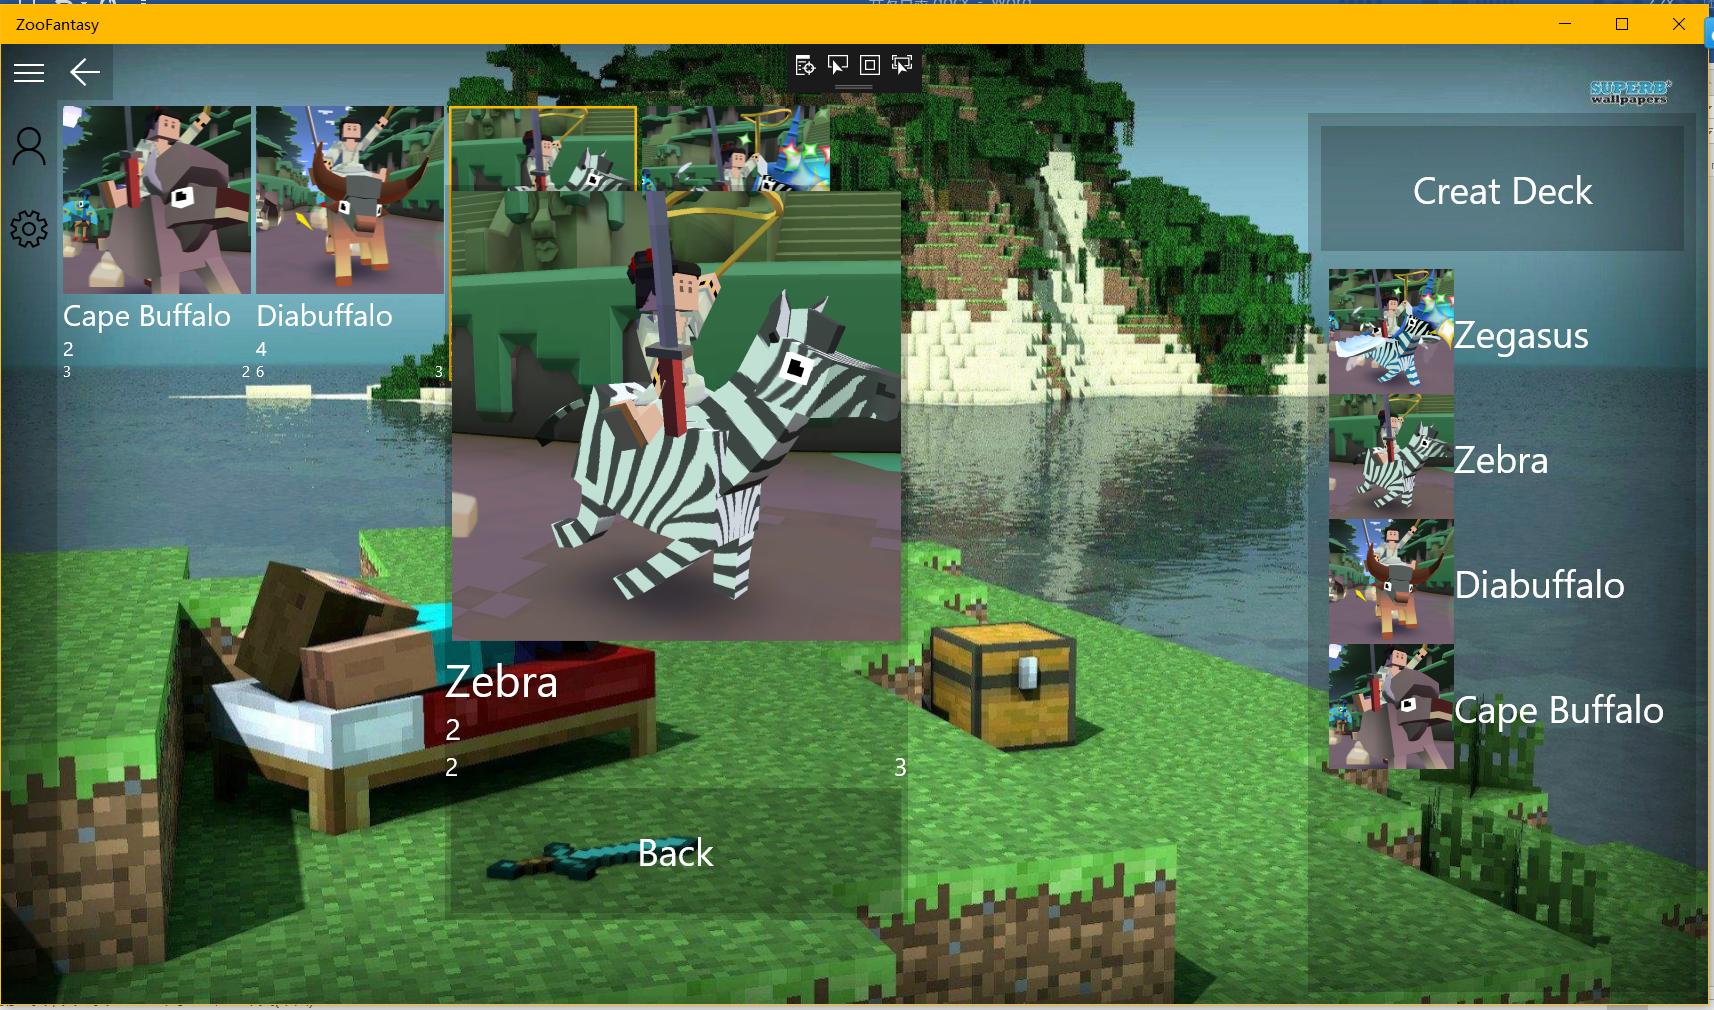 ZooFantasy
SUPERB
wallpapers
Creat Deck
Cape Buffalo
2
3 2
Diabuffalo
4
6 3
Zebra
2
2 3
Back
Zegasus
Zebra
Diabuffalo
Cape Buffalo